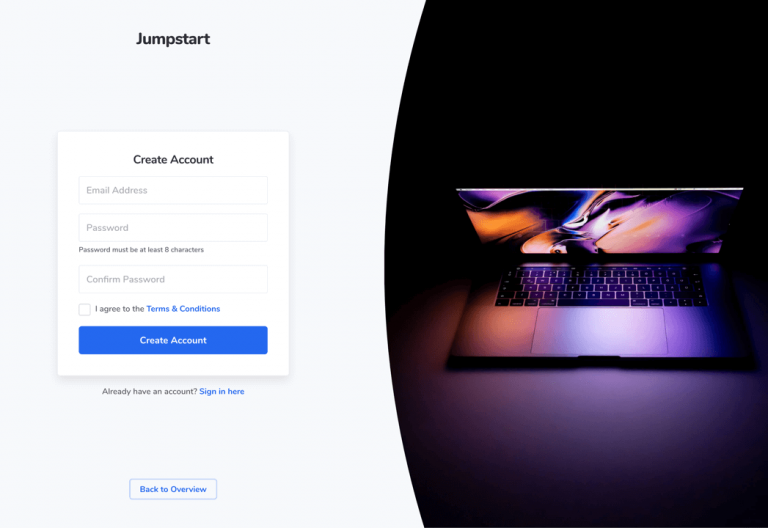 Jumpstart
Create Account
Email Address
Password
Password must be at least 8 characters
Confirm Password
I agree to the Terms & Conditions
Create Account
Already have an account? Sign in here
Back to Overview